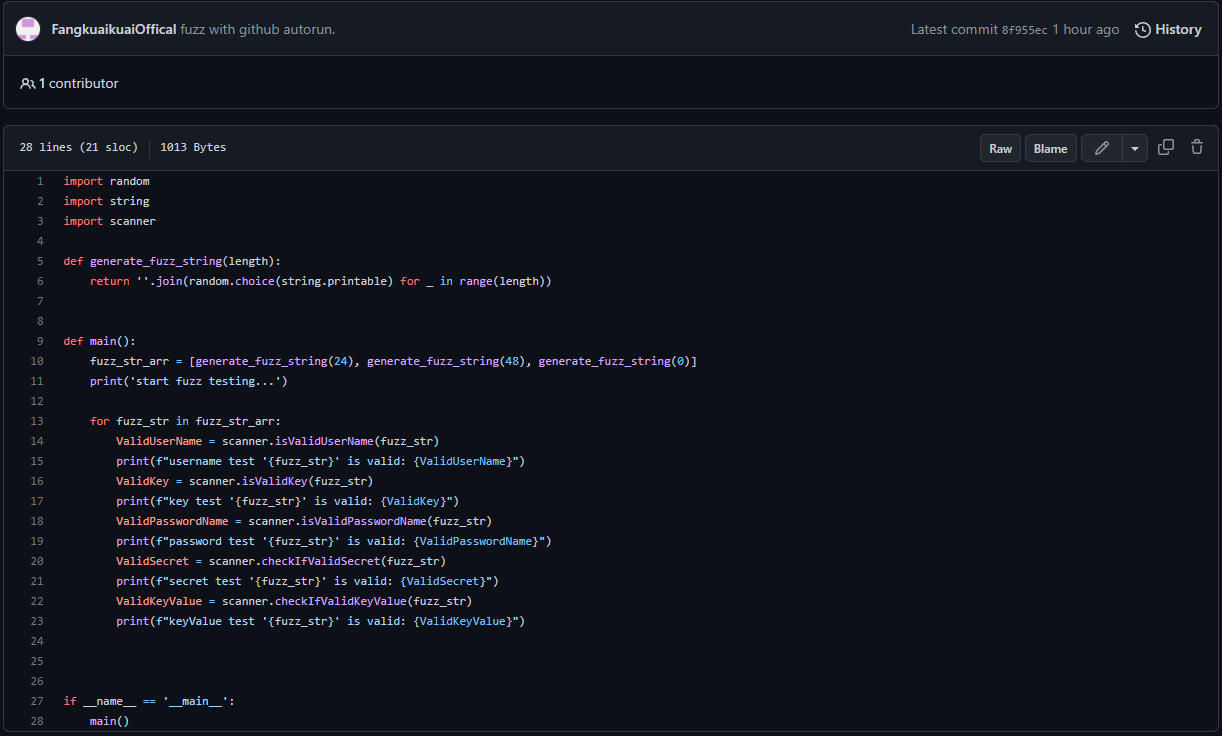 FangkuaikuaiOffical fuzz with github autorun. Latest commit 8f955ec 1 hour ago History
1 contributor
28 lines (21 sloc) 1013 Bytes Raw Blame
1 import random
2 import string
3 import scanner
4
5 def generate_fuzz_string(length):
6     return ''.join(random.choice(string.printable) for _ in range(length))
7
8
9 def main():
10     fuzz_str_arr = [generate_fuzz_string(24), generate_fuzz_string(48), generate_fuzz_string(0)]
11     print('start fuzz testing...')
12
13     for fuzz_str in fuzz_str_arr:
14         ValidUserName = scanner.isValidUserName(fuzz_str)
15         print(f"username test '{fuzz_str}' is valid: {ValidUserName}")
16         ValidKey = scanner.isValidKey(fuzz_str)
17         print(f"key test '{fuzz_str}' is valid: {ValidKey}")
18         ValidPasswordName = scanner.isValidPasswordName(fuzz_str)
19         print(f"password test '{fuzz_str}' is valid: {ValidPasswordName}")
20         ValidSecret = scanner.checkIfValidSecret(fuzz_str)
21         print(f"secret test '{fuzz_str}' is valid: {ValidSecret}")
22         ValidKeyValue = scanner.checkIfValidKeyValue(fuzz_str)
23         print(f"keyValue test '{fuzz_str}' is valid: {ValidKeyValue}")
24
25
26
27 if __name__ == '__main__':
28     main()